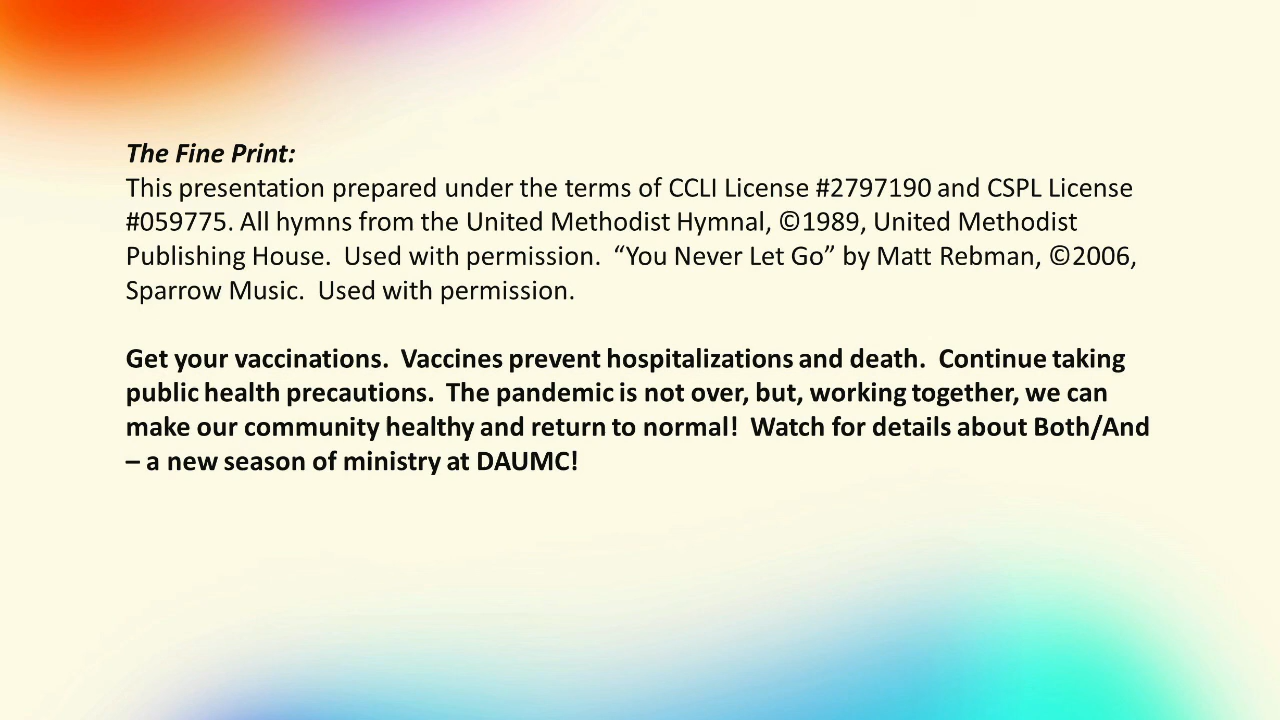 The Fine Print:
This presentation prepared under the terms of CCLI License #2797190 and CSPL License
#059775. All hymns from the United Methodist Hymnal, ©1989, United Methodist
Publishing House.  Used with permission.  “You Never Let Go” by Matt Rebman, ©2006,
Sparrow Music.  Used with permission.
Get your vaccinations.  Vaccines prevent hospitalizations and death.  Continue taking
public health precautions.  The pandemic is not over, but, working together, we can
make our community healthy and return to normal!  Watch for details about Both/And
– a new season of ministry at DAUMC!